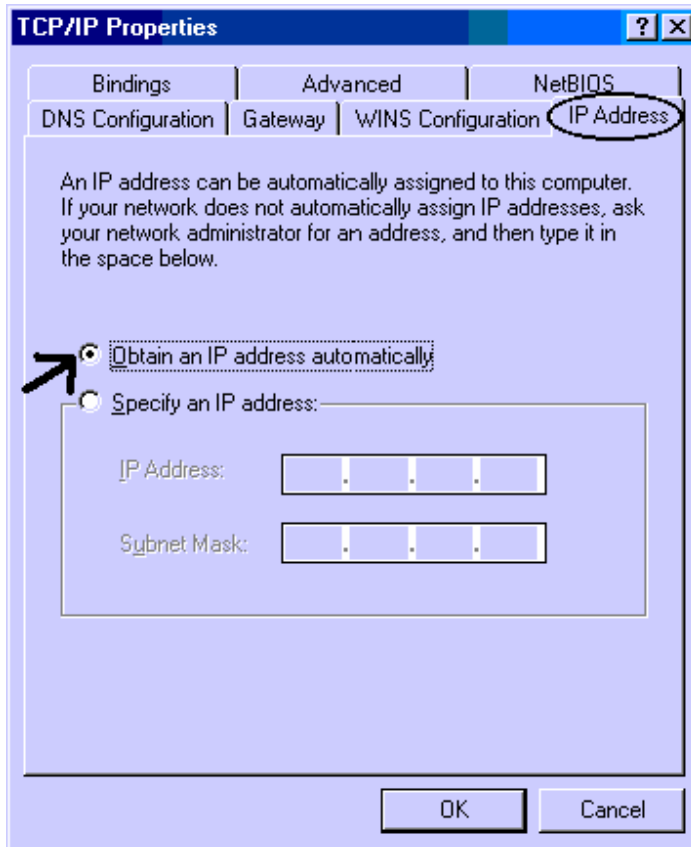 TCP/IP Properties
? X
Bindings Advanced NetBIOS
DNS Configuration Gateway WINS Configuration IP Address
An IP address can be automatically assigned to this computer.
If your network does not automatically assign IP addresses, ask
your network administrator for an address, and then type it in
the space below.
Obtain an IP address automatically
Specify an IP address:
IP Address:
. . .
Subnet Mask:
. . .
OK Cancel